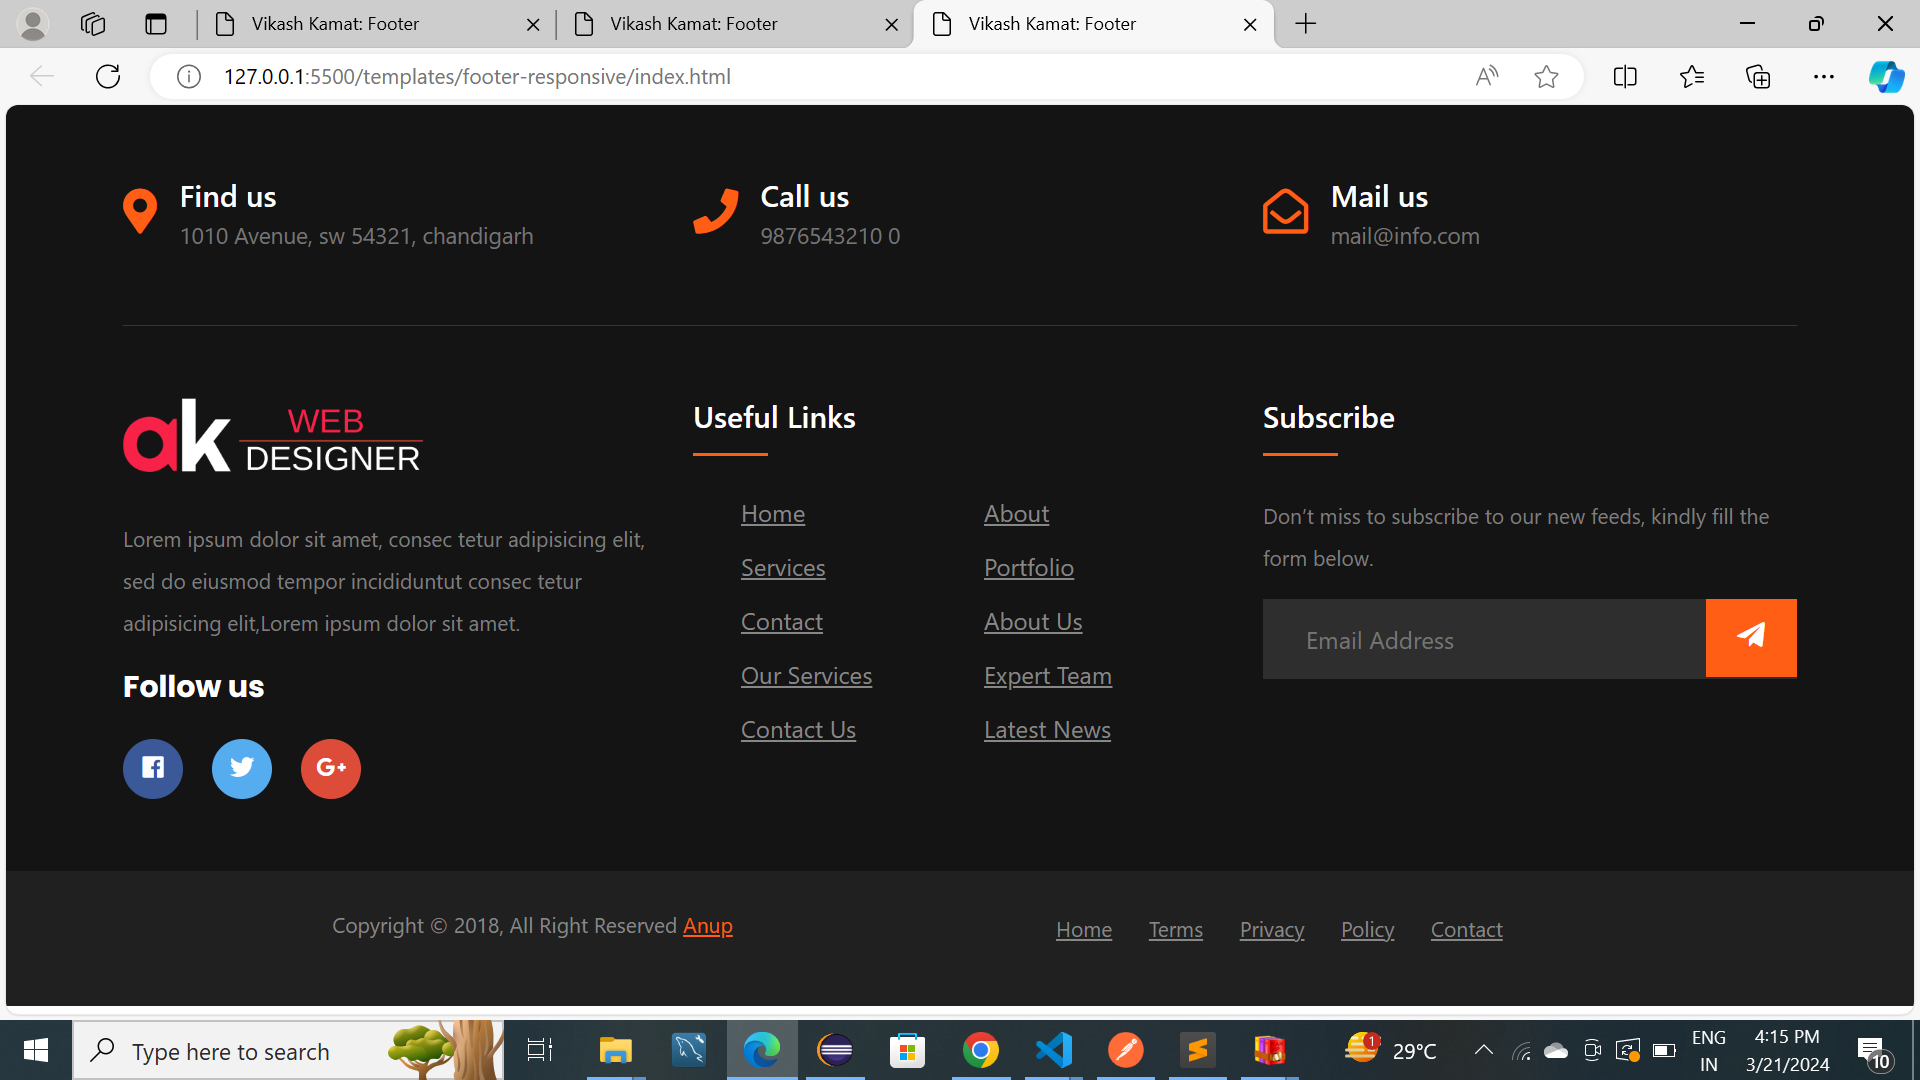 Vikash Kamat: Footer
Vikash Kamat: Footer
Vikash Kamat: Footer
127.0.0.1:5500/templates/footer-responsive/index.html
Find us
1010 Avenue, sw 54321, chandigarh
Call us
9876543210 0
Mail us
mail@info.com
ak WEB
DESIGNER
Lorem ipsum dolor sit amet, consec tetur adipisicing elit,
sed do eiusmod tempor incididuntut consec tetur
adipisicing elit,Lorem ipsum dolor sit amet.
Follow us
G+
Useful Links
Home
About
Services
Portfolio
Contact
About Us
Our Services
Expert Team
Contact Us
Latest News
Subscribe
Don’t miss to subscribe to our new feeds, kindly fill the
form below.
Email Address
Copyright © 2018, All Right Reserved Anup
Home Terms Privacy Policy Contact
Type here to search
1
29°C
ENG
IN
4:15 PM
3/21/2024
10